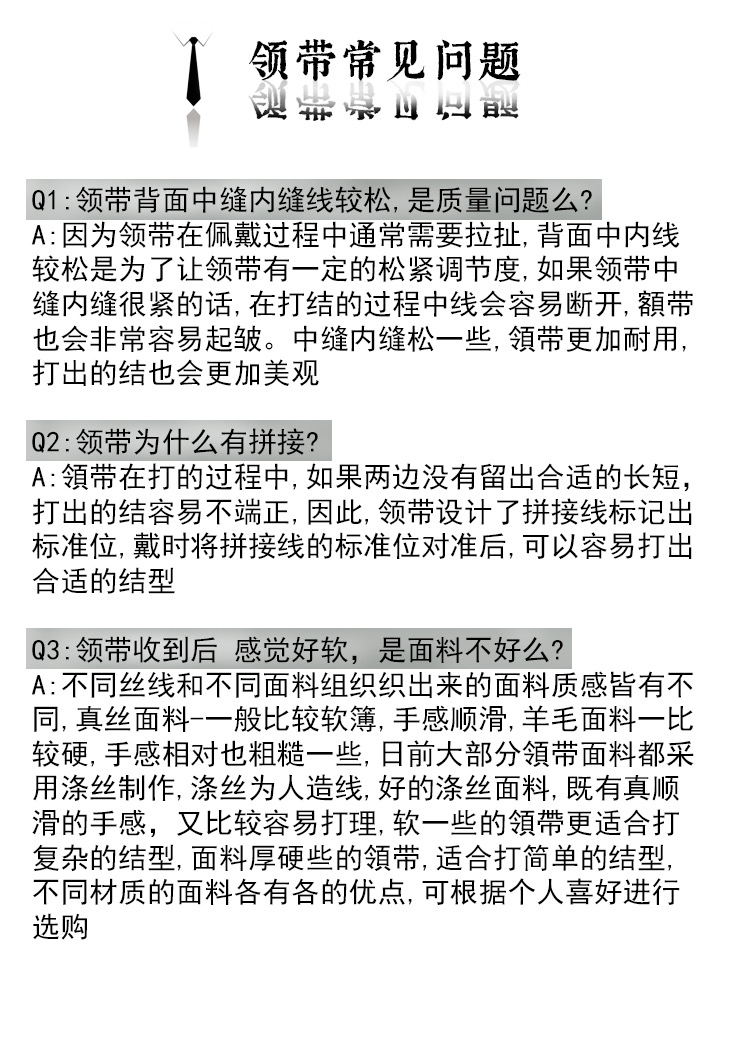 领带常见问题
Q1:领带背面中缝内缝线较松,是质量问题么?
A:因为领带在佩戴过程中通常需要拉扯,背面中内线
较松是为了让领带有一定的松紧调节度,如果领带中
缝内缝很紧的话,在打结的过程中线会容易断开,額带
也会非常容易起皱。中缝内缝松一些,領带更加耐用,
打出的结也会更加美观
Q2:领带为什么有拼接?
A:領带在打的过程中,如果两边没有留出合适的长短，
打出的结容易不端正,因此,领带设计了拼接线标记出
标准位,戴时将拼接线的标准位对准后,可以容易打出
合适的结型
Q3:领带收到后 感觉好软，是面料不好么?
A:不同丝线和不同面料组织织出来的面料质感皆有不
同,真丝面料-一般比较软簿,手感顺滑,羊毛面料一比
较硬,手感相对也粗糙一些,日前大部分領带面料都采
用涤丝制作,涤丝为人造线,好的涤丝面料,既有真顺
滑的手感，又比较容易打理,软一些的領帶更适合打
复杂的结型,面料厚硬些的領带,适合打简单的结型,
不同材质的面料各有各的优点,可根据个人喜好进行
选购